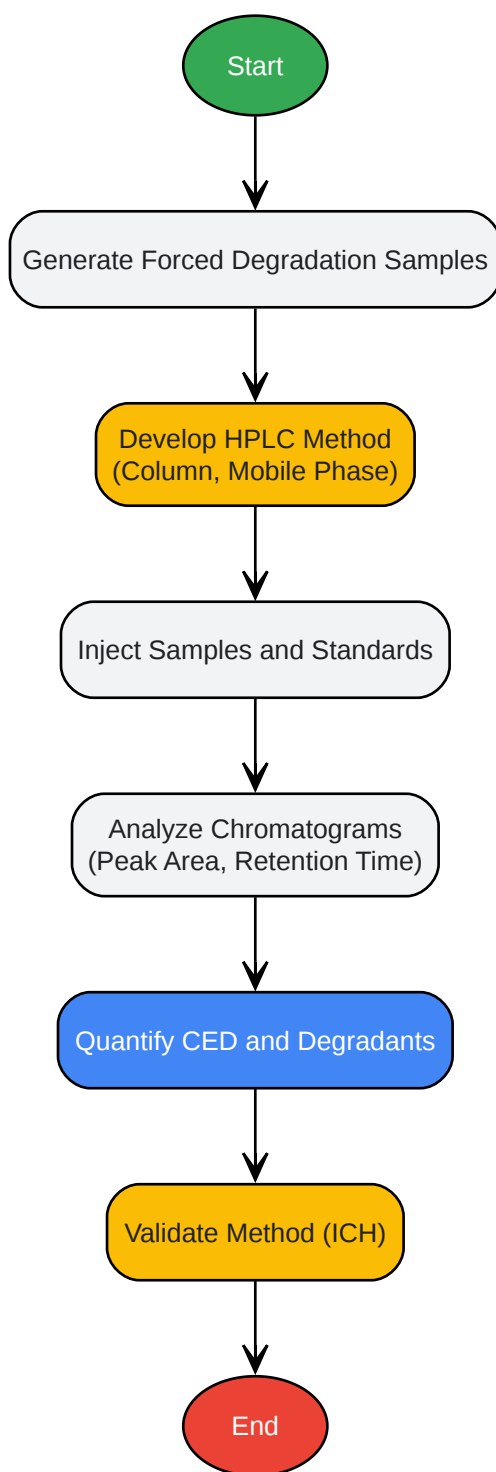 Start
Generate Forced Degradation Samples
Develop HPLC Method
(Column, Mobile Phase)
Inject Samples and Standards
Analyze Chromatograms
(Peak Area, Retention Time)
Quantify CED and Degradants
Validate Method (ICH)
End